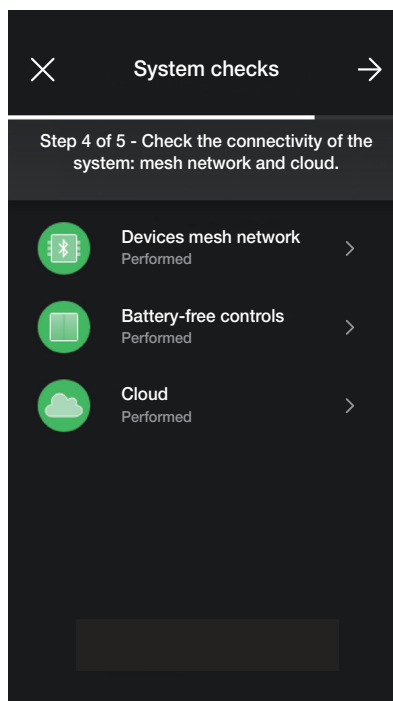 System checks
Step 4 of 5 - Check the connectivity of the
system: mesh network and cloud.
Devices mesh network
Performed
Battery-free controls
Performed
Cloud
Performed